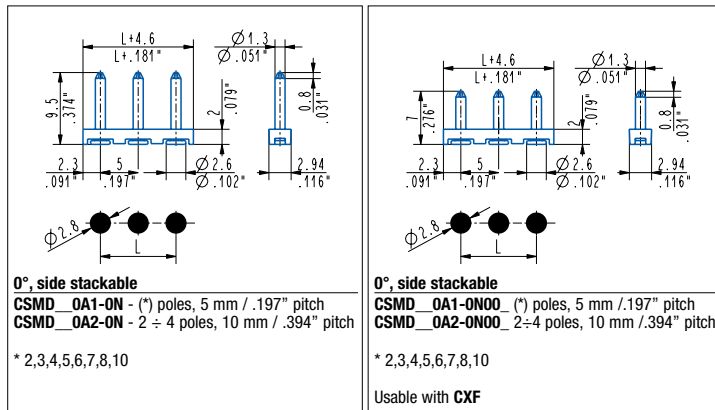 L+4.6
L+.181"
Ø1.3
Ø.051"
9.5
.374"
2
.079"
0.8
.031"
2.3
.091"
5
.197"
Ø2.6
Ø.102"
2.94
.116"
Ø2.8
L
0°, side stackable
CSMD__0A1-0N - (*) poles, 5 mm / .197” pitch
CSMD__0A2-0N - 2 ÷ 4 poles, 10 mm / .394” pitch
* 2,3,4,5,6,7,8,10
L+4.6
L+.181"
Ø1.3
Ø.051"
7
.276"
2
.079"
0.8
.031"
2.3
.091"
5
.197"
Ø2.6
Ø.102"
2.94
.116"
Ø2.8
L
0°, side stackable
CSMD__0A1-0N00_ (*) poles, 5 mm /.197” pitch
CSMD__0A2-0N00_ 2÷4 poles, 10 mm /.394” pitch
* 2,3,4,5,6,7,8,10
Usable with CXF